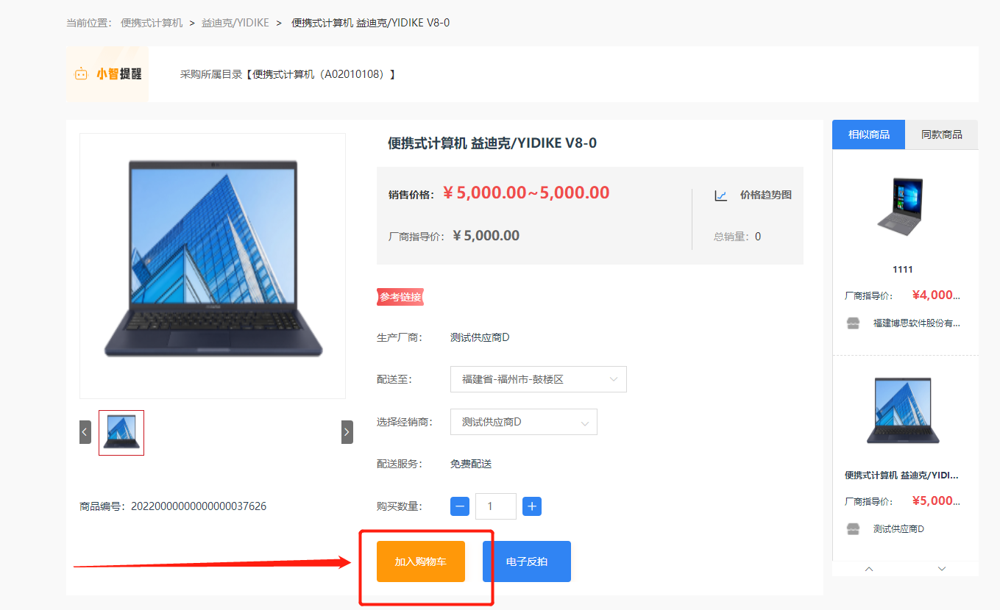 当前位置： 便携式计算机 > 益迪克/YIDIKE > 便携式计算机 益迪克/YIDIKE V8-0
小智提醒
采购所属目录【便携式计算机（A02010108）】
便携式计算机 益迪克/YIDIKE V8-0
销售价格： ¥ 5,000.00~5,000.00
价格趋势图
厂商指导价： ¥ 5,000.00
总销量： 0
参考链接
生产厂商： 测试供应商D
配送至： 福建省-福州市-鼓楼区
选择经销商： 测试供应商D
配送服务： 免费配送
商品编号： 20220000000000000037626
购买数量： 1
加入购物车
电子反拍
相似商品
同款商品
1111
厂商指导价： ¥4,000...
福建博思软件股份有...
便携式计算机 益迪克/YIDI...
厂商指导价： ¥5,000...
测试供应商D